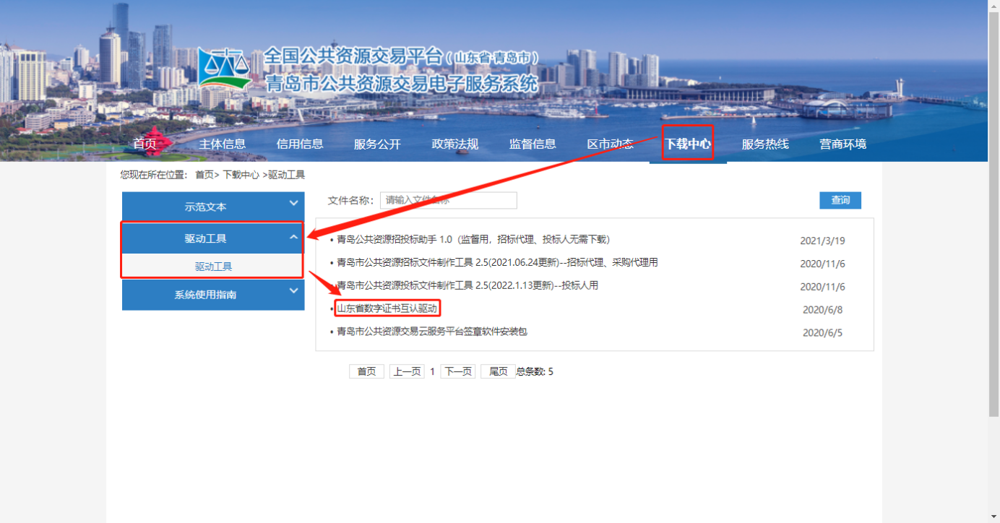 全国公共资源交易平台(山东省·青岛市)
青岛市公共资源交易电子服务系统
首页 主体信息 信用信息 服务公开 政策法规 监督信息 区市动态 下载中心 服务热线 营商环境
您现在所在位置： 首页> 下载中心 >驱动工具
示范文本
驱动工具
驱动工具
系统使用指南
文件名称： 请输入文件名称 查询
• 青岛公共资源招投标助手 1.0（监督用，招标代理、投标人无需下载） 2021/3/19
• 青岛市公共资源招标文件制作工具 2.5(2021.06.24更新)--招标代理、采购代理用 2020/11/6
• 青岛市公共资源投标文件制作工具 2.5(2022.1.13更新)--投标人用 2020/11/6
• 山东省数字证书互认驱动 2020/6/8
• 青岛市公共资源交易云服务平台签章软件安装包 2020/6/5
首页 上一页 1 下一页 尾页 总条数: 5